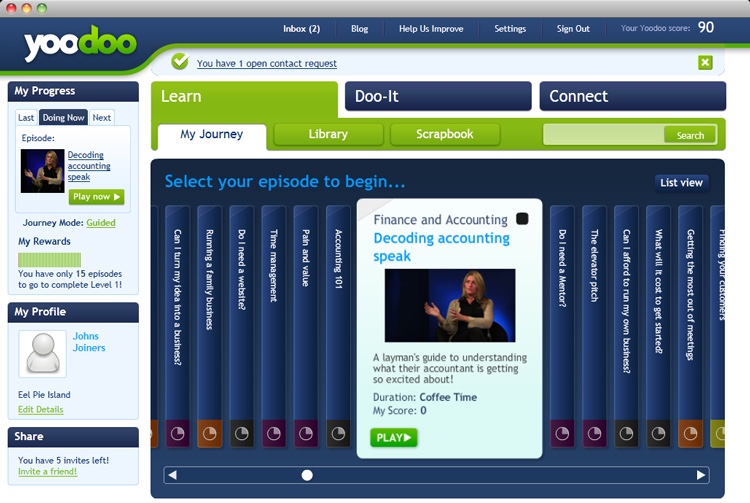 yoodoo
Inbox (2)
Blog
Help Us Improve
Settings
Sign Out
Your Yoodoo score: 90
You have 1 open contact request
My Progress
Last
Doing Now
Next
Episode:
Decoding
accounting
speak
Play now
Journey Mode: Guided
My Rewards
You have only 15 episodes
to go to complete Level 1!
My Profile
Johns
Joiners
Eel Pie Island
Edit Details
Share
You have 5 invites left!
Invite a friend!
Learn
Doo-It
Connect
My Journey
Library
Scrapbook
Search
Select your episode to begin...
List view
Can I turn my idea into a business?
Running a family business
Do I need a website?
Time management
Pain and value
Accounting 101
Finance and Accounting
Decoding accounting
speak
A layman's guide to understanding
what their accountant is getting
so excited about!
Duration: Coffee Time
My Score: 0
PLAY
Do I need a Mentor?
The elevator pitch
Can I afford to run my own business?
What will it cost to get started?
Getting the most out of meetings
Finding your customers